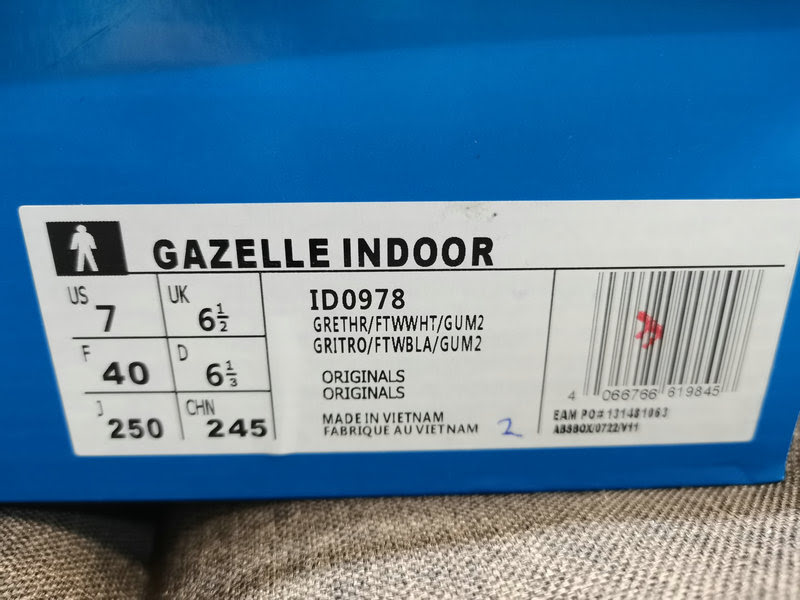 GAZELLE INDOOR
US 7 UK 6½
F 40 D 6⅓
J 250 CHN 245
ID0978
GRETHR/FTWWHT/GUM2
GRITRO/FTWBLA/GUM2
ORIGINALS
ORIGINALS
MADE IN VIETNAM
FABRIQUE AU VIETNAM
2
4 066766 619845
EAM PO# 131481063
ABSBOX/0722/V11